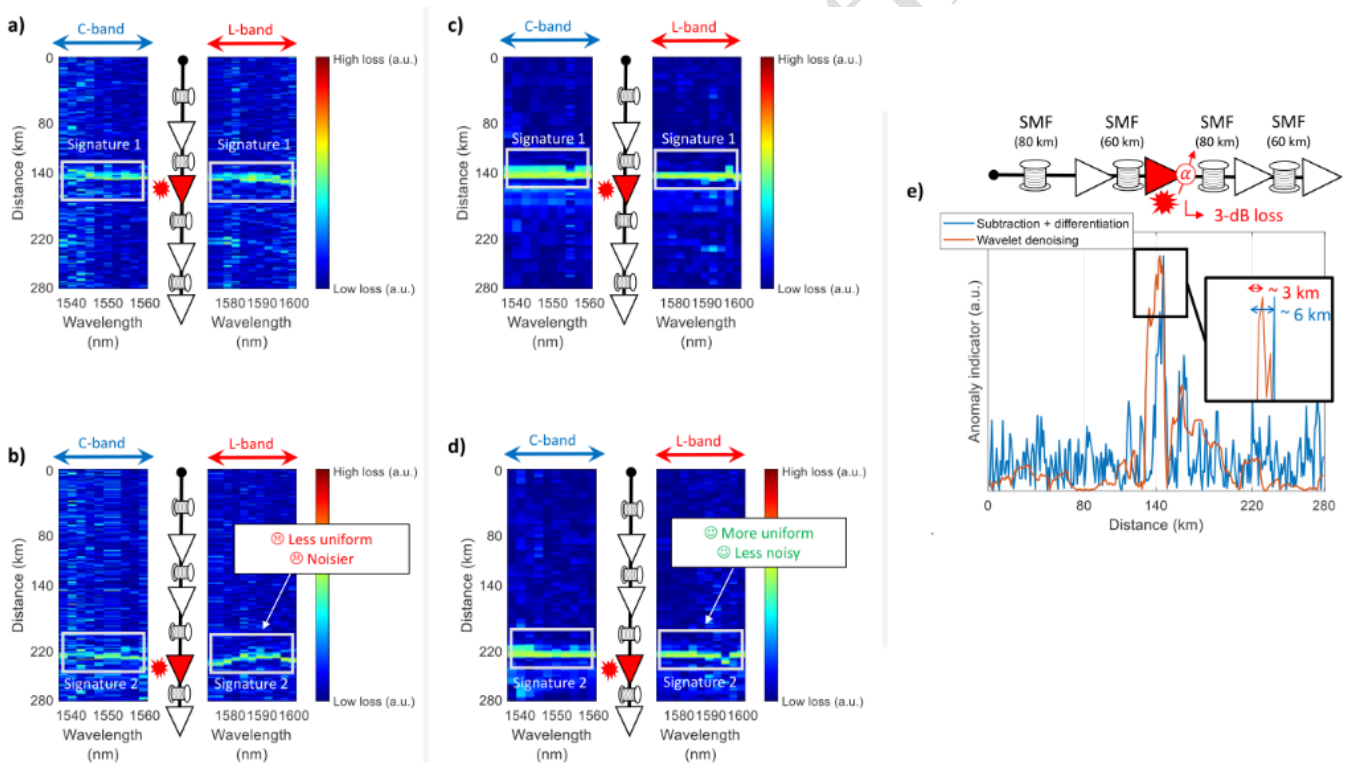 a)
C-band
L-band
0
80
140
220
280
Distance (km)
Signature 1
Signature 1
High loss (a.u.)
Low loss (a.u.)
1540 1550 1560
1580 1590 1600
Wavelength
(nm)
Wavelength
(nm)
b)
C-band
L-band
0
80
140
220
280
Distance (km)
☹ Less uniform
☹ Noisier
Signature 2
Signature 2
High loss (a.u.)
Low loss (a.u.)
1540 1550 1560
1580 1590 1600
Wavelength
(nm)
Wavelength
(nm)
c)
C-band
L-band
0
80
140
220
280
Distance (km)
Signature 1
Signature 1
High loss (a.u.)
Low loss (a.u.)
1540 1550 1560
1580 1590 1600
Wavelength
(nm)
Wavelength
(nm)
d)
C-band
L-band
0
80
140
220
280
Distance (km)
☺ More uniform
☺ Less noisy
Signature 2
Signature 2
High loss (a.u.)
Low loss (a.u.)
1540 1550 1560
1580 1590 1600
Wavelength
(nm)
Wavelength
(nm)
e)
SMF
(80 km)
SMF
(60 km)
SMF
(80 km)
SMF
(60 km)
α
3-dB loss
Subtraction + differentiation
Wavelet denoising
~ 3 km
~ 6 km
Anomaly indicator (a.u.)
0 80 140 220 280
Distance (km)